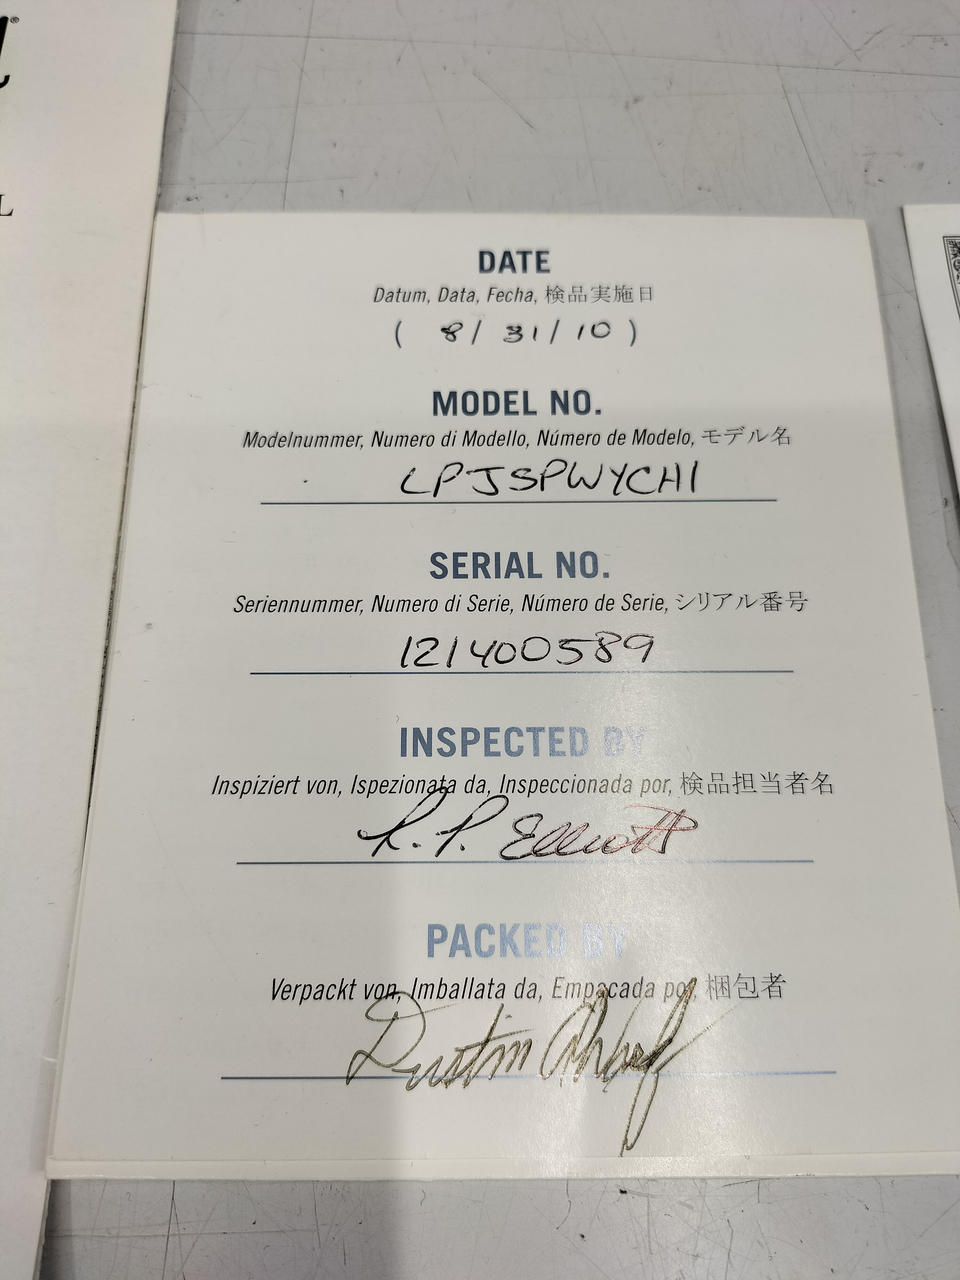 L
DATE
Datum, Data, Fecha, 検品実施日
( 8/ 31/ 10 )
MODEL NO.
Modelnummer, Numero di Modello, Número de Modelo, モデル名
LPJSPWYCH1
SERIAL NO.
Seriennummer, Numero di Serie, Número de Serie, シリアル番号
121400589
INSPECTED BY
Inspiziert von, Ispezionata da, Inspeccionada por, 検品担当者名
Elliott
PACKED BY
Verpackt von, Imballata da, Empacada por, 梱包者
Dustin